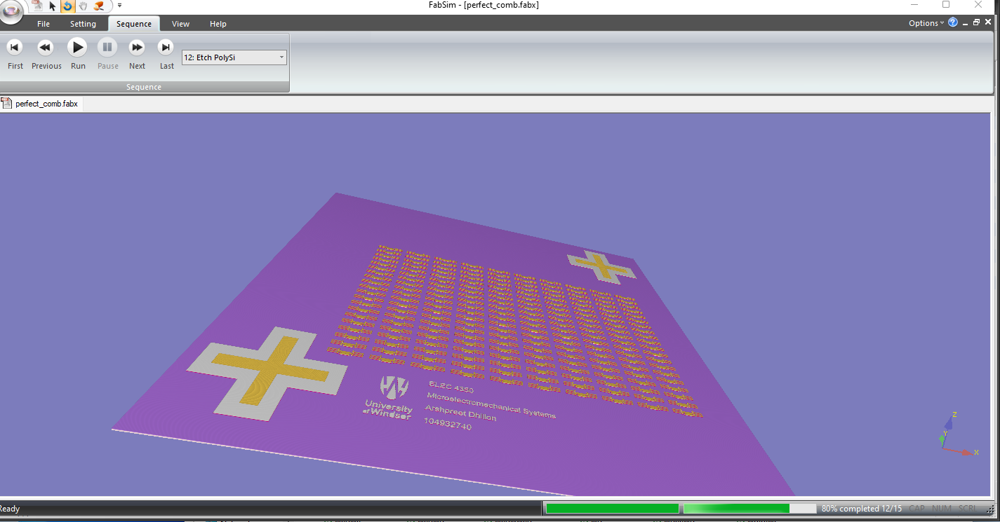 FabSim - [perfect_comb.fabx]
File Setting Sequence View Help Options
First Previous Run Pause Next Last 12: Etch PolySi
Sequence
perfect_comb.fabx
University
of Windsor
ELEC 4350
Microelectromechanical Systems
Arshpreet Dhillon
104932740
Z
Y
X
Ready 80% completed 12/15 CAP NUM SCRL